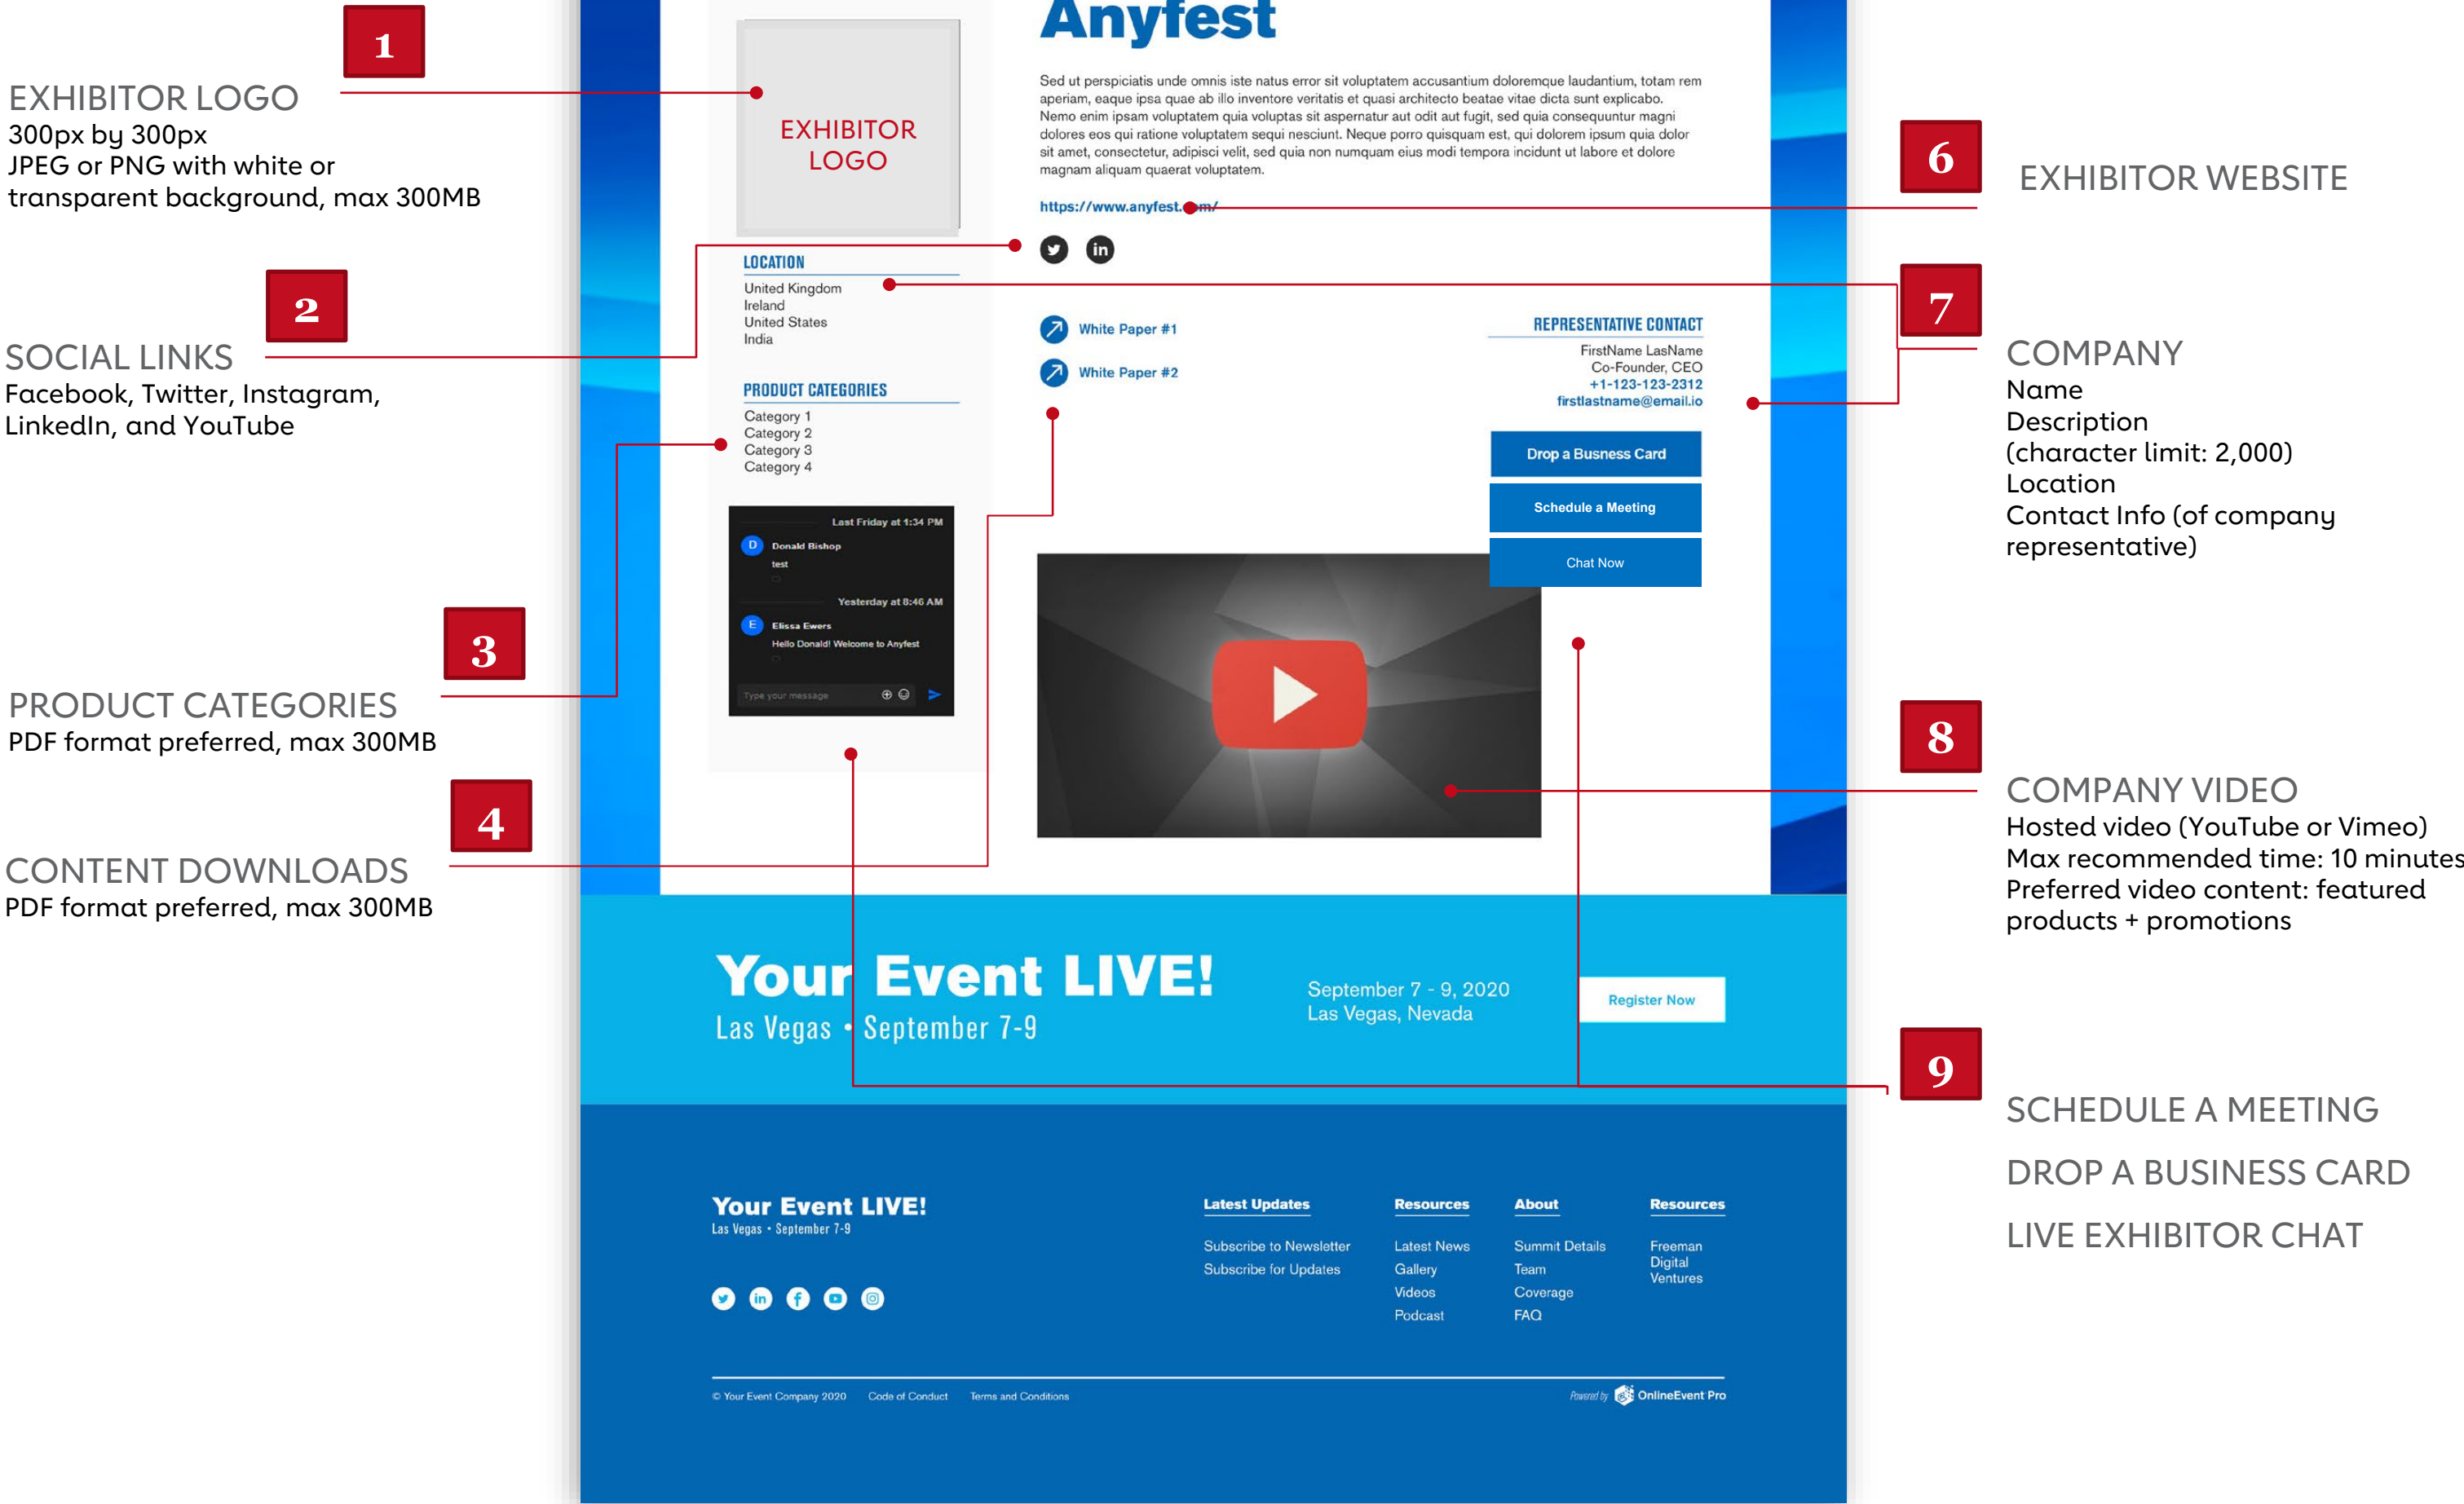 1
EXHIBITOR LOGO
300px by 300px
JPEG or PNG with white or
transparent background, max 300MB
2
SOCIAL LINKS
Facebook, Twitter, Instagram,
LinkedIn, and YouTube
3
PRODUCT CATEGORIES
PDF format preferred, max 300MB
4
CONTENT DOWNLOADS
PDF format preferred, max 300MB
EXHIBITOR
LOGO
LOCATION
United Kingdom
Ireland
United States
India
PRODUCT CATEGORIES
Category 1
Category 2
Category 3
Category 4
Last Friday at 1:34 PM
D
Donald Bishop
test
Yesterday at 8:46 AM
E
Elissa Ewers
Hello Donald! Welcome to Anyfest
Type your message
Anyfest
Sed ut perspiciatis unde omnis iste natus error sit voluptatem accusantium doloremque laudantium, totam rem
aperiam, eaque ipsa quae ab illo inventore veritatis et quasi architecto beatae vitae dicta sunt explicabo.
Nemo enim ipsam voluptatem quia voluptas sit aspernatur aut odit aut fugit, sed quia consequuntur magni
dolores eos qui ratione voluptatem sequi nesciunt. Neque porro quisquam est, qui dolorem ipsum quia dolor
sit amet, consectetur, adipisci velit, sed quia non numquam eius modi tempora incidunt ut labore et dolore
magnam aliquam quaerat voluptatem.
https://www.anyfest.com/
in
White Paper #1
White Paper #2
REPRESENTATIVE CONTACT
FirstName LasName
Co-Founder, CEO
+1-123-123-2312
firstlastname@email.io
Drop a Busness Card
Schedule a Meeting
Chat Now
6
EXHIBITOR WEBSITE
7
COMPANY
Name
Description
(character limit: 2,000)
Location
Contact Info (of company
representative)
8
COMPANY VIDEO
Hosted video (YouTube or Vimeo)
Max recommended time: 10 minutes
Preferred video content: featured
products + promotions
9
SCHEDULE A MEETING
DROP A BUSINESS CARD
LIVE EXHIBITOR CHAT
Your Event LIVE!
Las Vegas • September 7-9
September 7 - 9, 2020
Las Vegas, Nevada
Register Now
Your Event LIVE!
Las Vegas • September 7-9
in f
Latest Updates
Subscribe to Newsletter
Subscribe for Updates
Resources
Latest News
Gallery
Videos
Podcast
About
Summit Details
Team
Coverage
FAQ
Resources
Freeman
Digital
Ventures
© Your Event Company 2020 Code of Conduct Terms and Conditions
Powered by OnlineEvent Pro